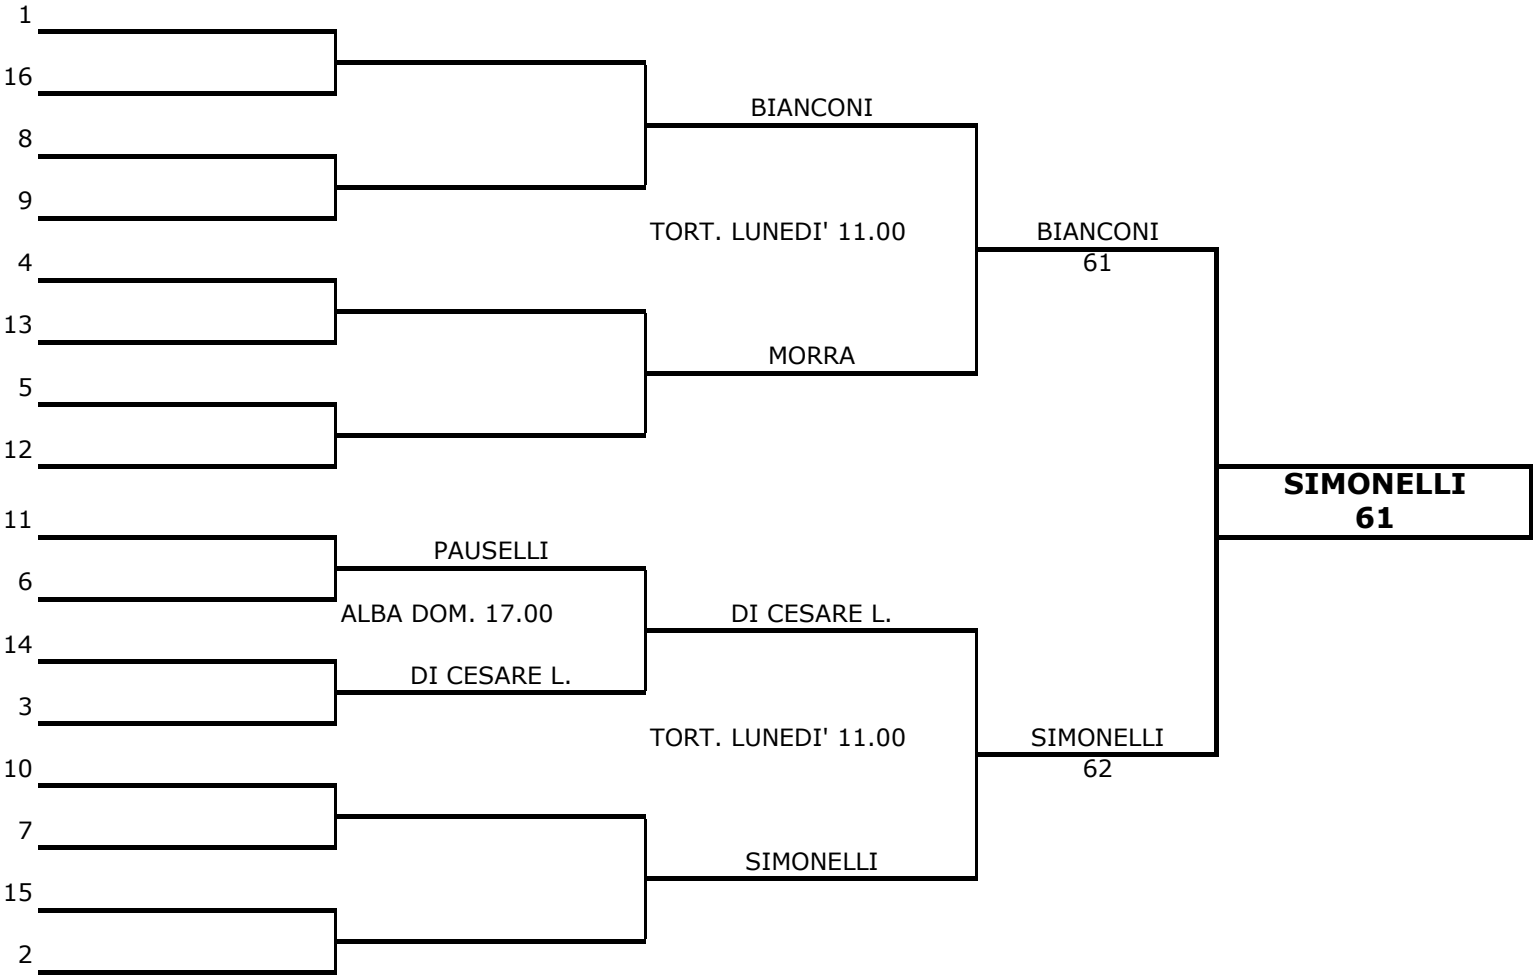 1
16
BIANCONI
8
9
TORT. LUNEDI' 11.00
BIANCONI
61
4
13
MORRA
5
12
SIMONELLI
61
11
PAUSELLI
6
ALBA DOM. 17.00
DI CESARE L.
14
DI CESARE L.
3
TORT. LUNEDI' 11.00
SIMONELLI
62
10
7
SIMONELLI
15
2